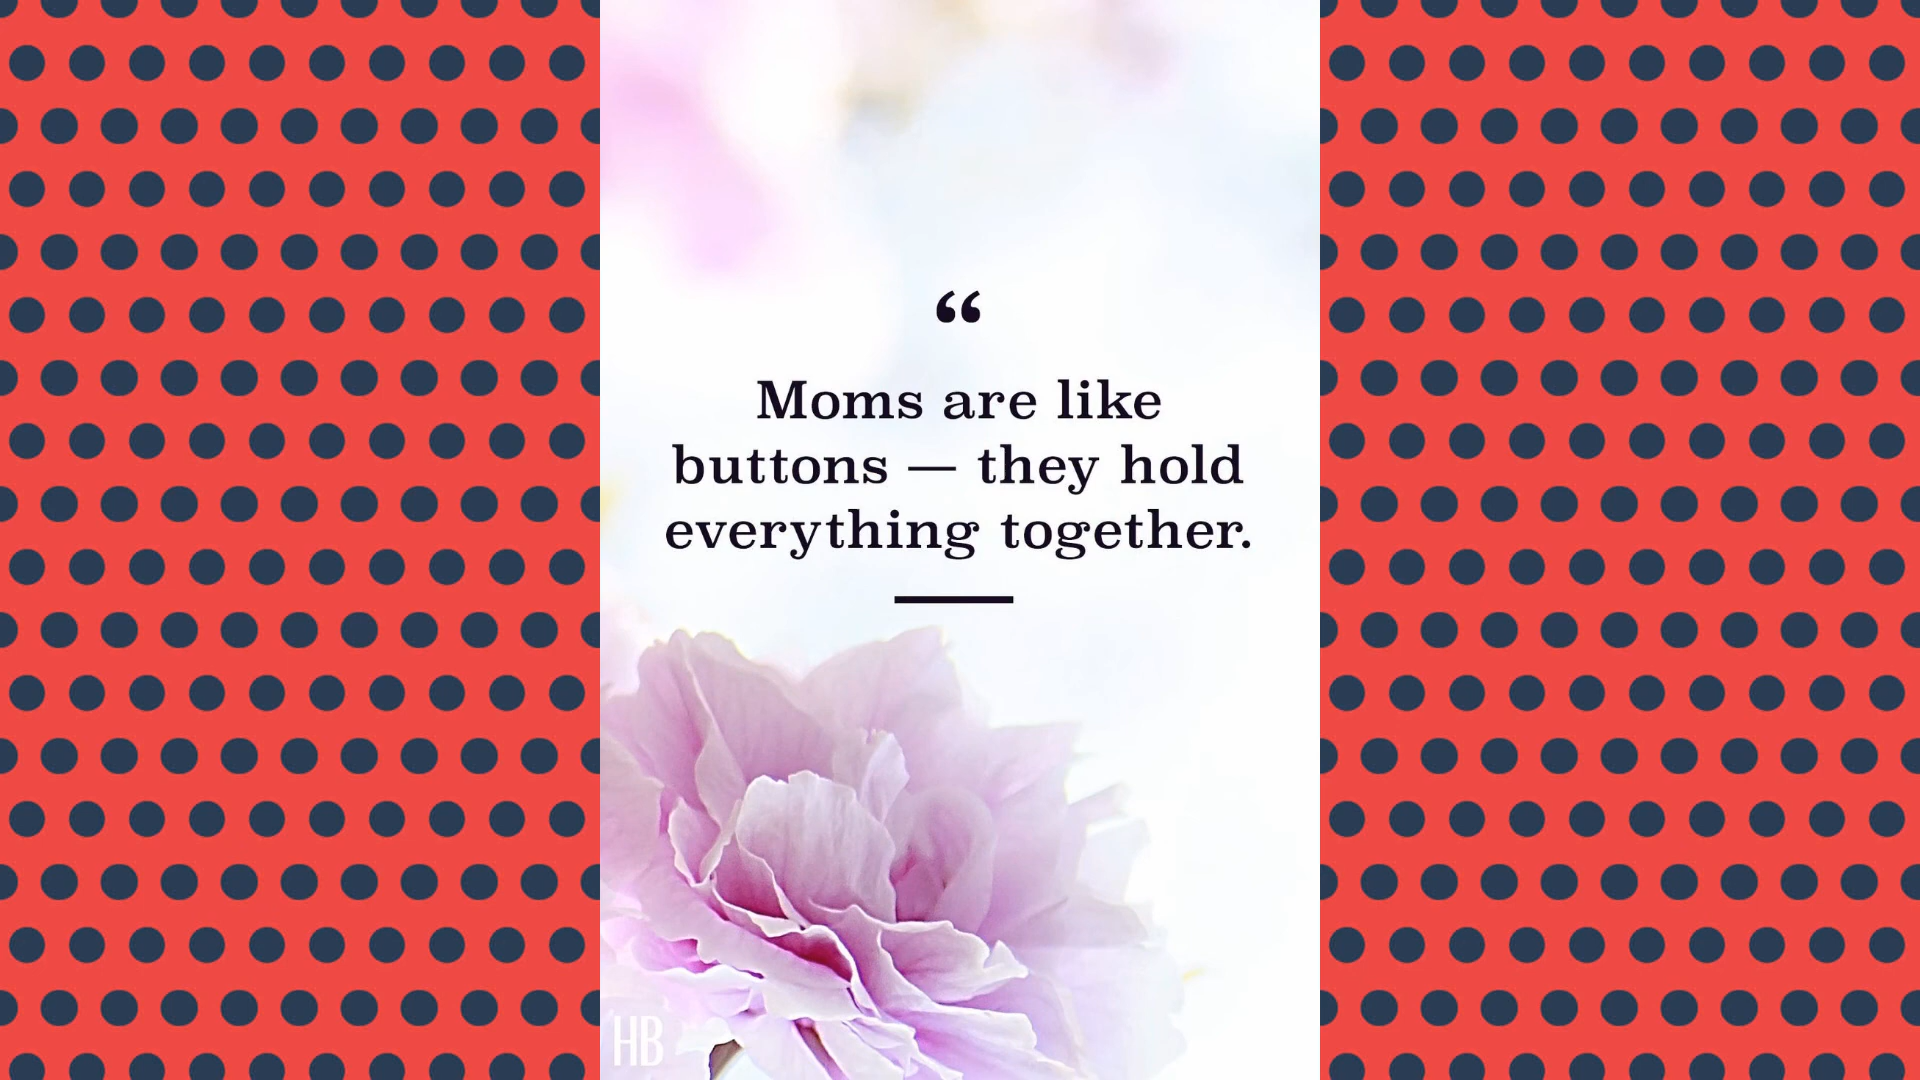 “
Moms are like
buttons — they hold
everything together.
HB